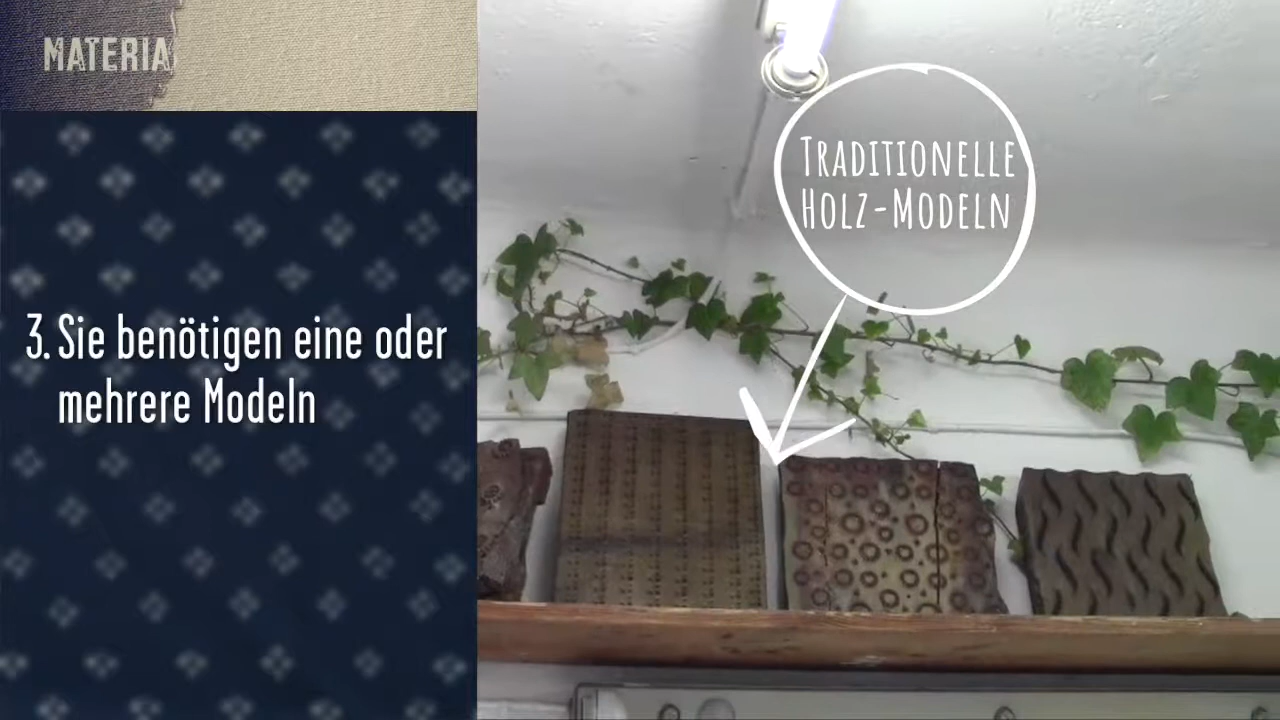 MATERIA
3. Sie benötigen eine oder
mehrere Modeln
TRADITIONELLE
HOLZ-MODELN